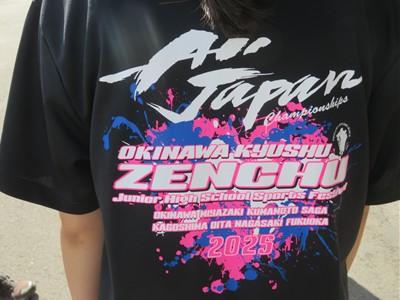 All Japan
Championships
OKINAWA KYUSHU
ZENCHU
Junior High School Sports Festival
OKINAWA MIYAZAKI KUMAMOTO SAGA
KAGOSHIMA OITA NAGASAKI FUKUOKA
2025